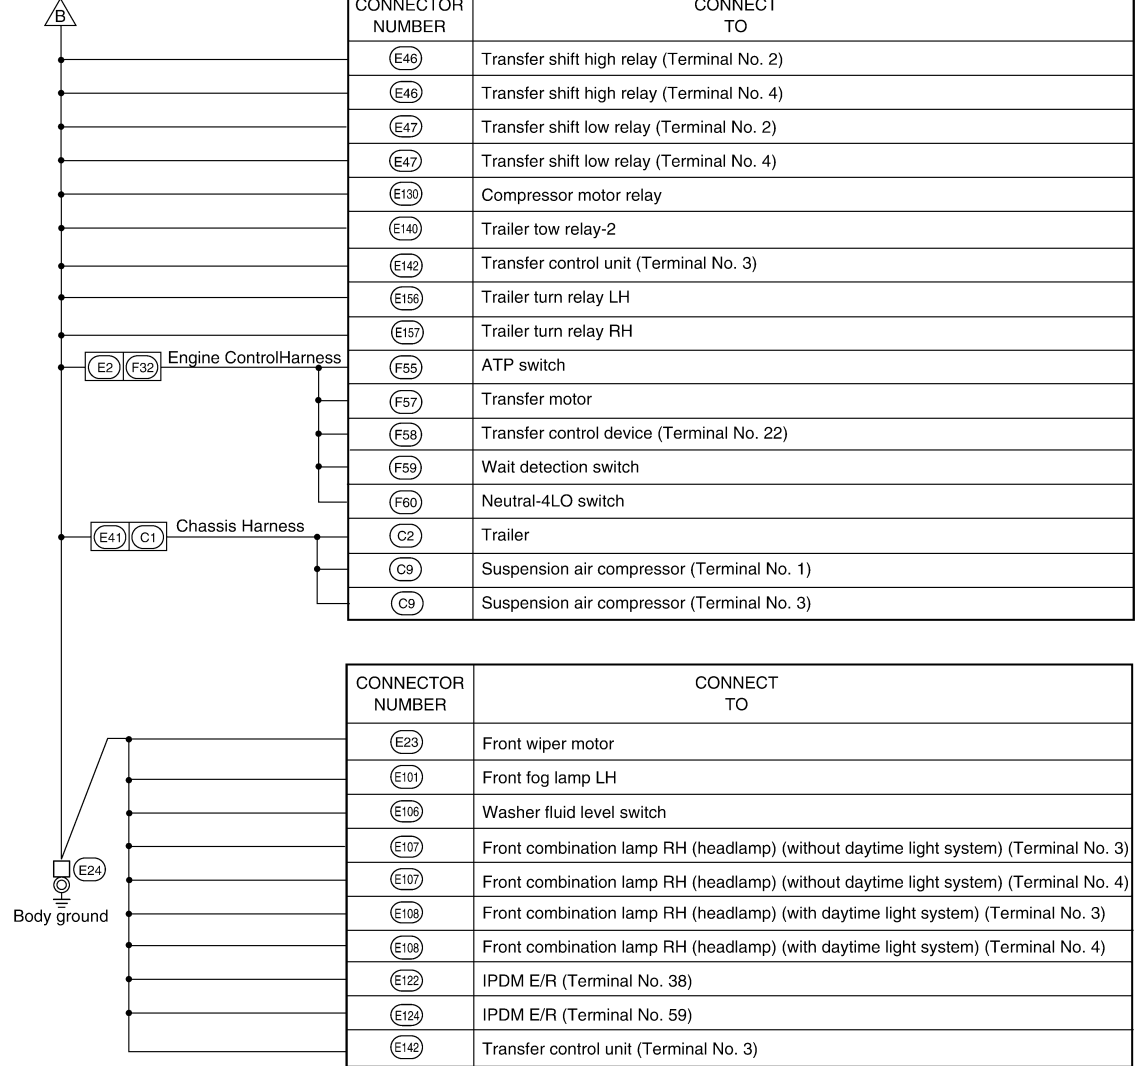 B
CONNECTOR NUMBER CONNECT TO
E46 Transfer shift high relay (Terminal No. 2)
E46 Transfer shift high relay (Terminal No. 4)
E47 Transfer shift low relay (Terminal No. 2)
E47 Transfer shift low relay (Terminal No. 4)
E130 Compressor motor relay
E140 Trailer tow relay-2
E142 Transfer control unit (Terminal No. 3)
E156 Trailer turn relay LH
E157 Trailer turn relay RH
E2 F32 Engine ControlHarness F55 ATP switch
F57 Transfer motor
F58 Transfer control device (Terminal No. 22)
F59 Wait detection switch
F60 Neutral-4LO switch
E41 C1 Chassis Harness C2 Trailer
C9 Suspension air compressor (Terminal No. 1)
C9 Suspension air compressor (Terminal No. 3)
CONNECTOR NUMBER CONNECT TO
E23 Front wiper motor
E101 Front fog lamp LH
E106 Washer fluid level switch
E107 Front combination lamp RH (headlamp) (without daytime light system) (Terminal No. 3)
E107 Front combination lamp RH (headlamp) (without daytime light system) (Terminal No. 4)
E108 Front combination lamp RH (headlamp) (with daytime light system) (Terminal No. 3)
E108 Front combination lamp RH (headlamp) (with daytime light system) (Terminal No. 4)
E122 IPDM E/R (Terminal No. 38)
E124 IPDM E/R (Terminal No. 59)
E142 Transfer control unit (Terminal No. 3)
E24
Body ground